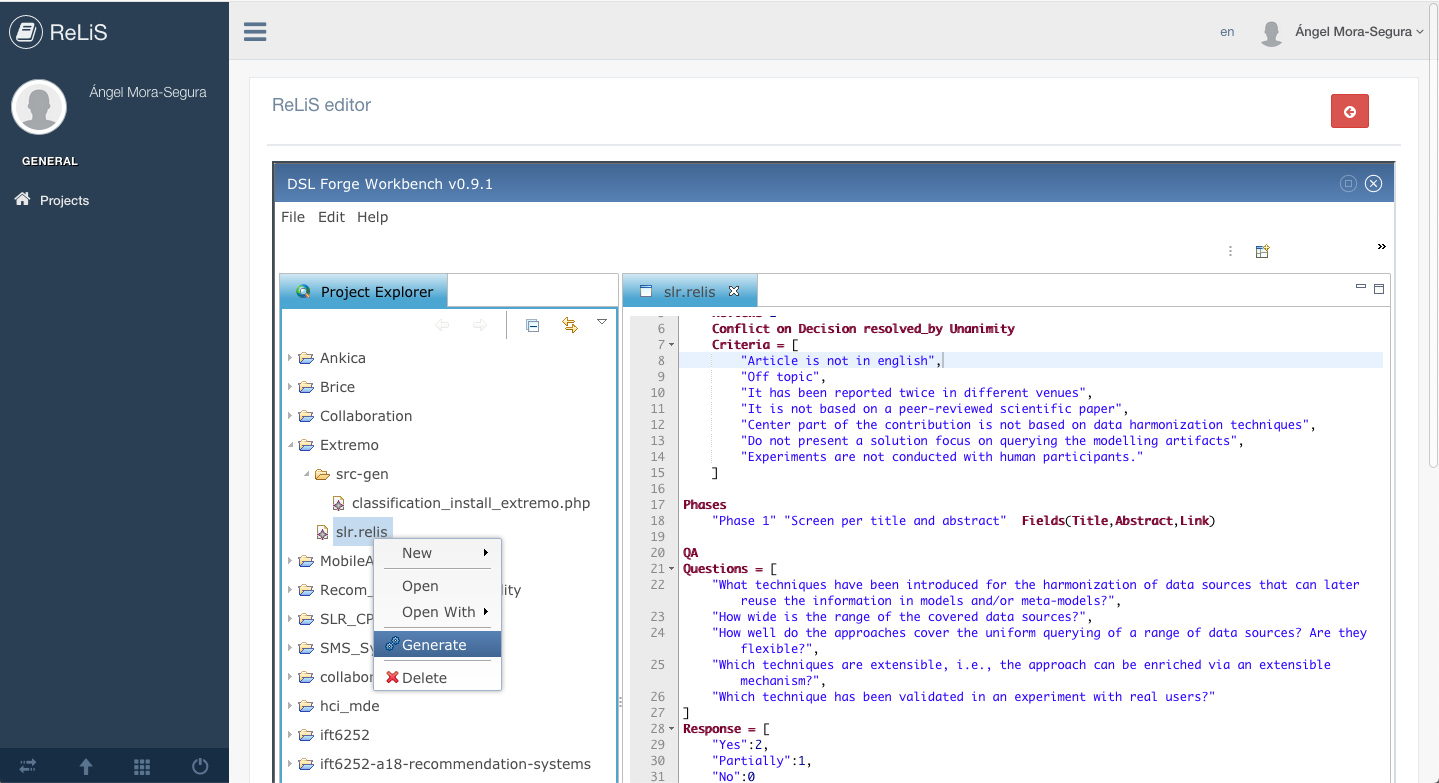 ReLiS
en
Ángel Mora-Segura
Ángel Mora-Segura
GENERAL
Projects
ReLiS editor
DSL Forge Workbench v0.9.1
File Edit Help
Project Explorer
Ankica
Brice
Collaboration
Extremo
src-gen
classification_install_extremo.php
slr.relis
MobileA
Recom_ ity
SLR_CP
SMS_Sy
collabor
hci_mde
ift6252
ift6252-a18-recommendation-systems
New
Open
Open With
Generate
Delete
slr.relis
6 Conflict on Decision resolved_by Unanimity
7 Criteria = [
8 "Article is not in english",
9 "Off topic",
10 "It has been reported twice in different venues",
11 "It is not based on a peer-reviewed scientific paper",
12 "Center part of the contribution is not based on data harmonization techniques",
13 "Do not present a solution focus on querying the modelling artifacts",
14 "Experiments are not conducted with human participants."
15 ]
16
17 Phases
18 "Phase 1" "Screen per title and abstract" Fields(Title,Abstract,Link)
19
20 QA
21 Questions = [
22 "What techniques have been introduced for the harmonization of data sources that can later
reuse the information in models and/or meta-models?",
23 "How wide is the range of the covered data sources?",
24 "How well do the approaches cover the uniform querying of a range of data sources? Are they
flexible?",
25 "Which techniques are extensible, i.e., the approach can be enriched via an extensible
mechanism?",
26 "Which technique has been validated in an experiment with real users?"
27 ]
28 Response = [
29 "Yes":2,
30 "Partially":1,
31 "No":0